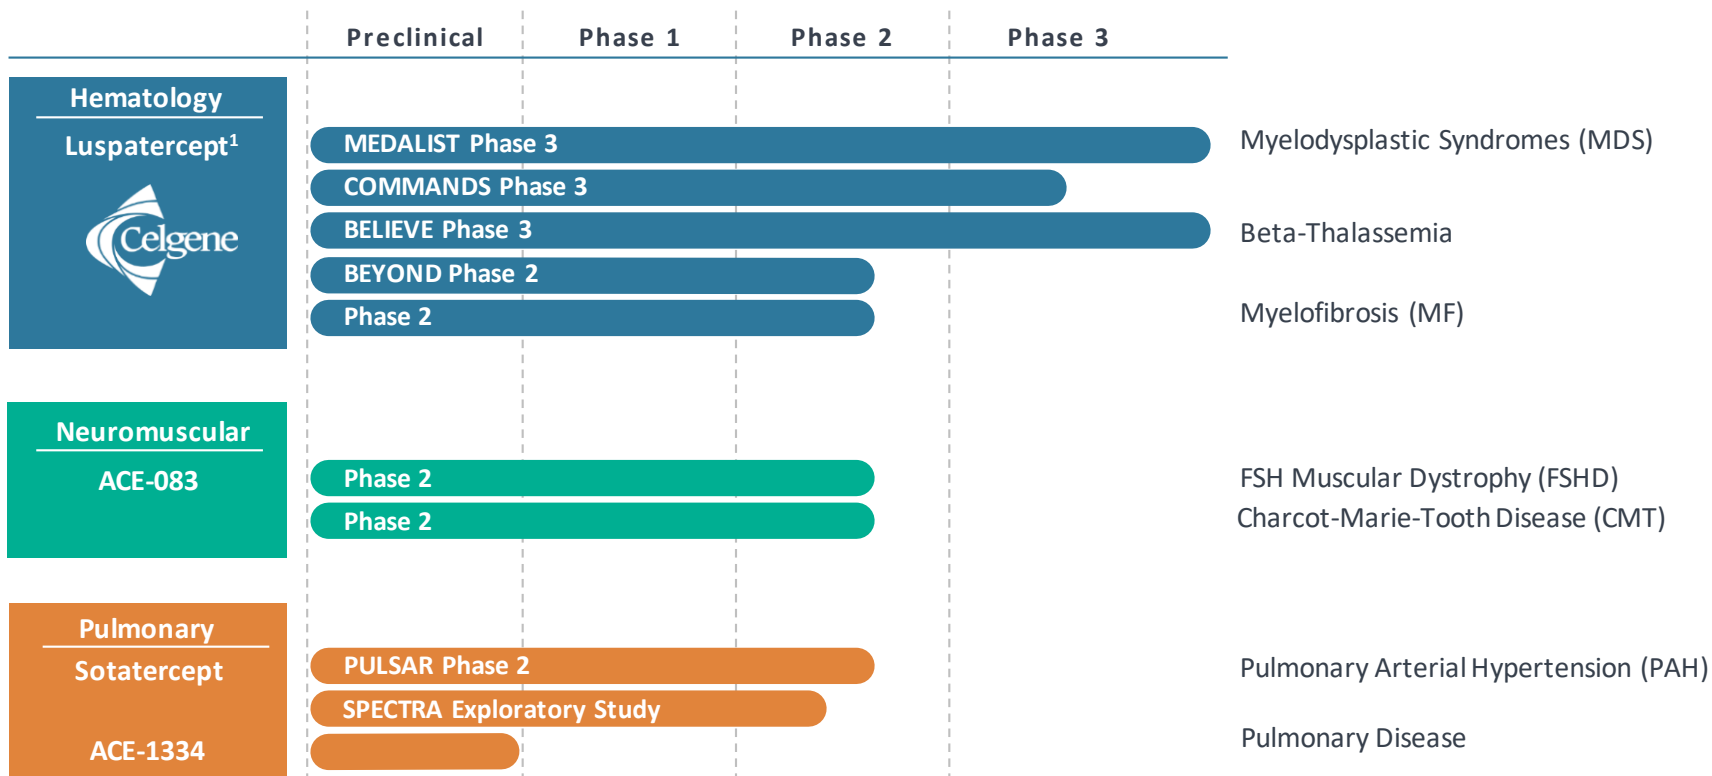 Preclinical Phase 1 Phase 2 Phase 3
Hematology
Luspatercept1
Celgene
MEDALIST Phase 3 Myelodysplastic Syndromes (MDS)
COMMANDS Phase 3
BELIEVE Phase 3 Beta-Thalassemia
BEYOND Phase 2
Phase 2 Myelofibrosis (MF)
Neuromuscular
ACE-083
Phase 2 FSH Muscular Dystrophy (FSHD)
Phase 2 Charcot-Marie-Tooth Disease (CMT)
Pulmonary
Sotatercept
PULSAR Phase 2 Pulmonary Arterial Hypertension (PAH)
SPECTRA Exploratory Study
ACE-1334 Pulmonary Disease